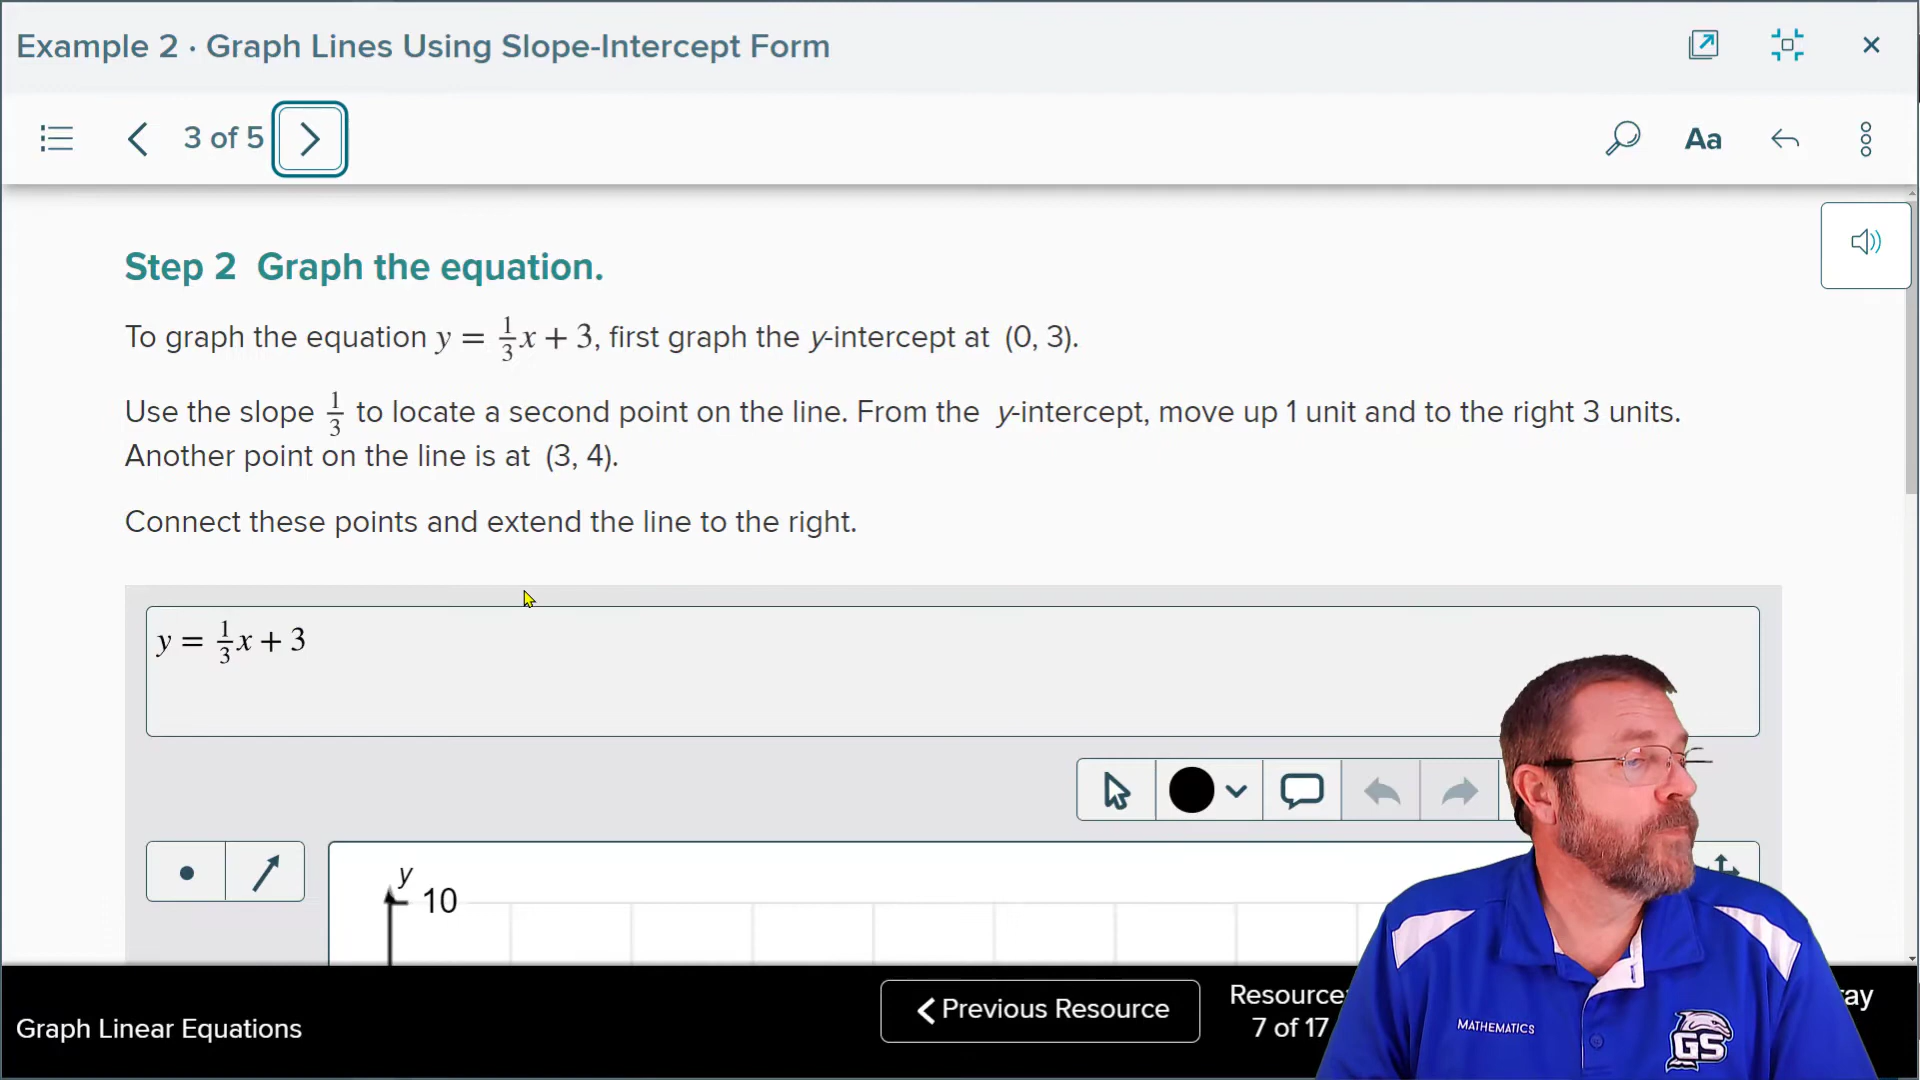 Example 2 · Graph Lines Using Slope-Intercept Form
3 of 5
Aa
Step 2 Graph the equation.
To graph the equation y = 1/3 x + 3, first graph the y-intercept at (0, 3).
Use the slope 1/3 to locate a second point on the line. From the y-intercept, move up 1 unit and to the right 3 units.
Another point on the line is at (3, 4).
Connect these points and extend the line to the right.
y = 1/3 x + 3
y
10
Graph Linear Equations
Previous Resource
Resource
7 of 17
MATHEMATICS
GS